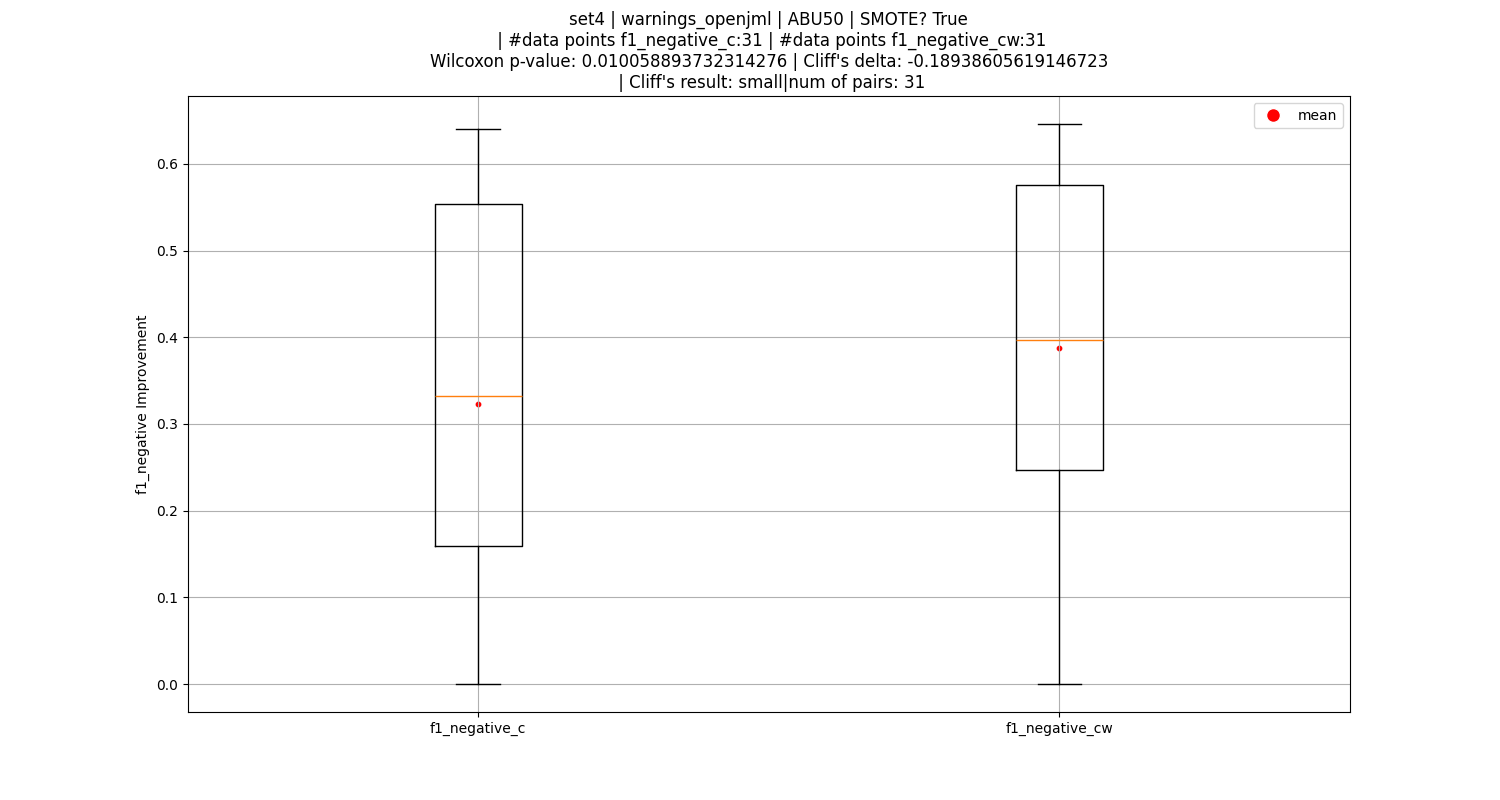 set4 | warnings_openjml | ABU50 | SMOTE? True
| #data points f1_negative_c:31 | #data points f1_negative_cw:31
Wilcoxon p-value: 0.010058893732314276 | Cliff's delta: -0.18938605619146723
| Cliff's result: small|num of pairs: 31
mean
0.6
0.5
0.4
0.3
0.2
0.1
0.0
f1_negative Improvement
f1_negative_c
f1_negative_cw